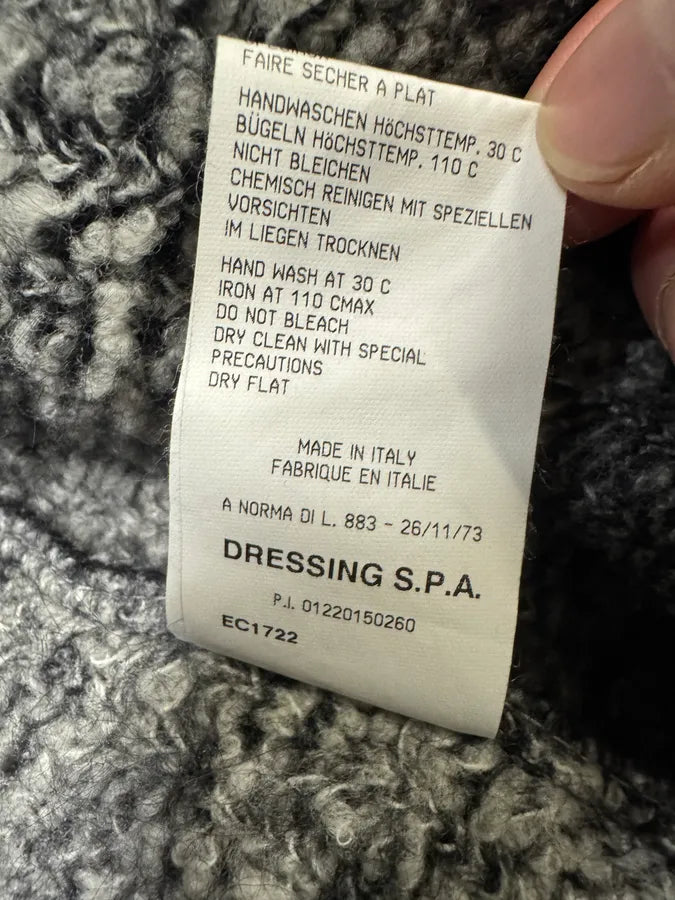 FAIRE SECHER A PLAT
HANDWASCHEN HöCHSTTEMP. 30 C
BÜGELN HöCHSTTEMP. 110 C
NICHT BLEICHEN
CHEMISCH REINIGEN MIT SPEZIELLEN
VORSICHTEN
IM LIEGEN TROCKNEN
HAND WASH AT 30 C
IRON AT 110 CMAX
DO NOT BLEACH
DRY CLEAN WITH SPECIAL
PRECAUTIONS
DRY FLAT
MADE IN ITALY
FABRIQUE EN ITALIE
A NORMA DI L. 883 - 26/11/73
DRESSING S.P.A.
P.I. 01220150260
EC1722